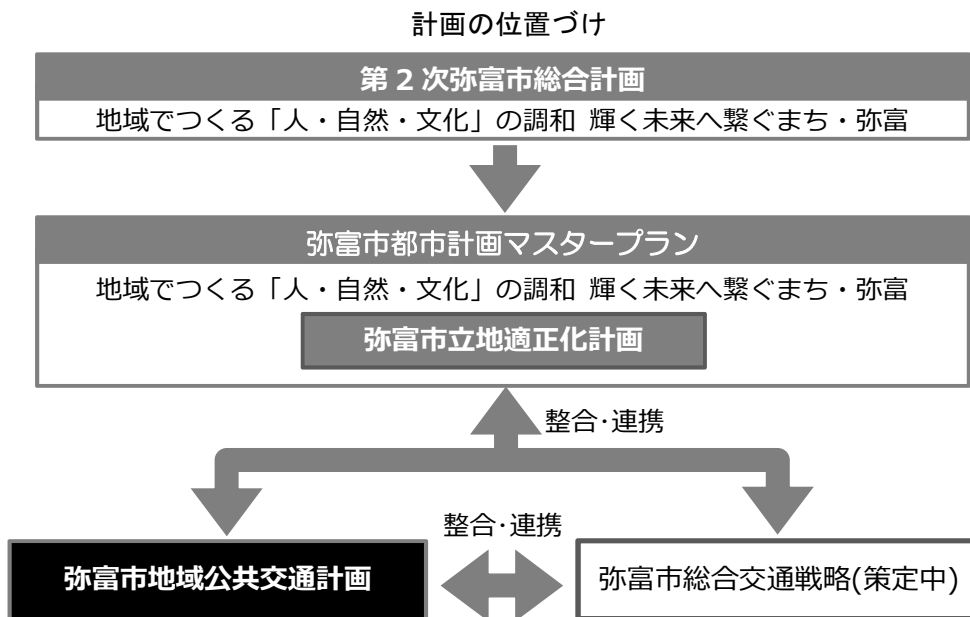 計画の位置づけ
第2次弥富市総合計画
地域でつくる「人・自然・文化」の調和 輝く未来へ繋ぐまち・弥富
弥富市都市計画マスタープラン
地域でつくる「人・自然・文化」の調和 輝く未来へ繋ぐまち・弥富
弥富市立地適正化計画
整合・連携
整合・連携
弥富市地域公共交通計画
弥富市総合交通戦略(策定中)